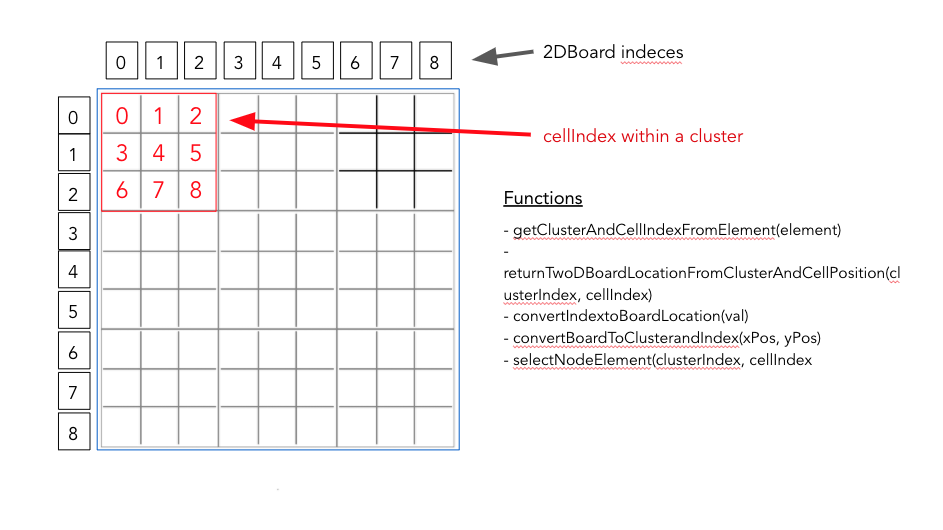 2DBoard indeces
0 1 2 3 4 5 6 7 8
0 0 1 2
cellIndex within a cluster
1 3 4 5
2 6 7 8
Functions
3
- getClusterAndCellIndexFromElement(element)
-
4
returnTwoDBoardLocationFromClusterAndCellPosition(cl
usterIndex, cellIndex)
5
- convertIndextoBoardLocation(val)
- convertBoardToClusterandIndex(xPos, yPos)
6
- selectNodeElement(clusterIndex, cellIndex
7
8